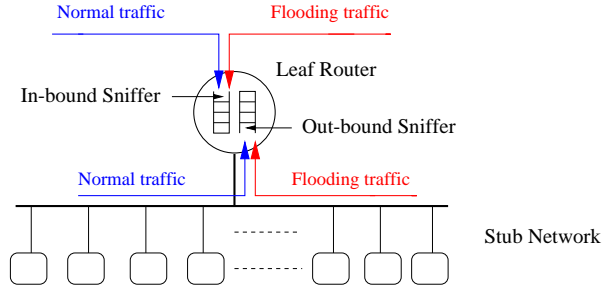 Normal traffic
Flooding traffic
Leaf Router
In-bound Sniffer
Out-bound Sniffer
Normal traffic
Flooding traffic
Stub Network